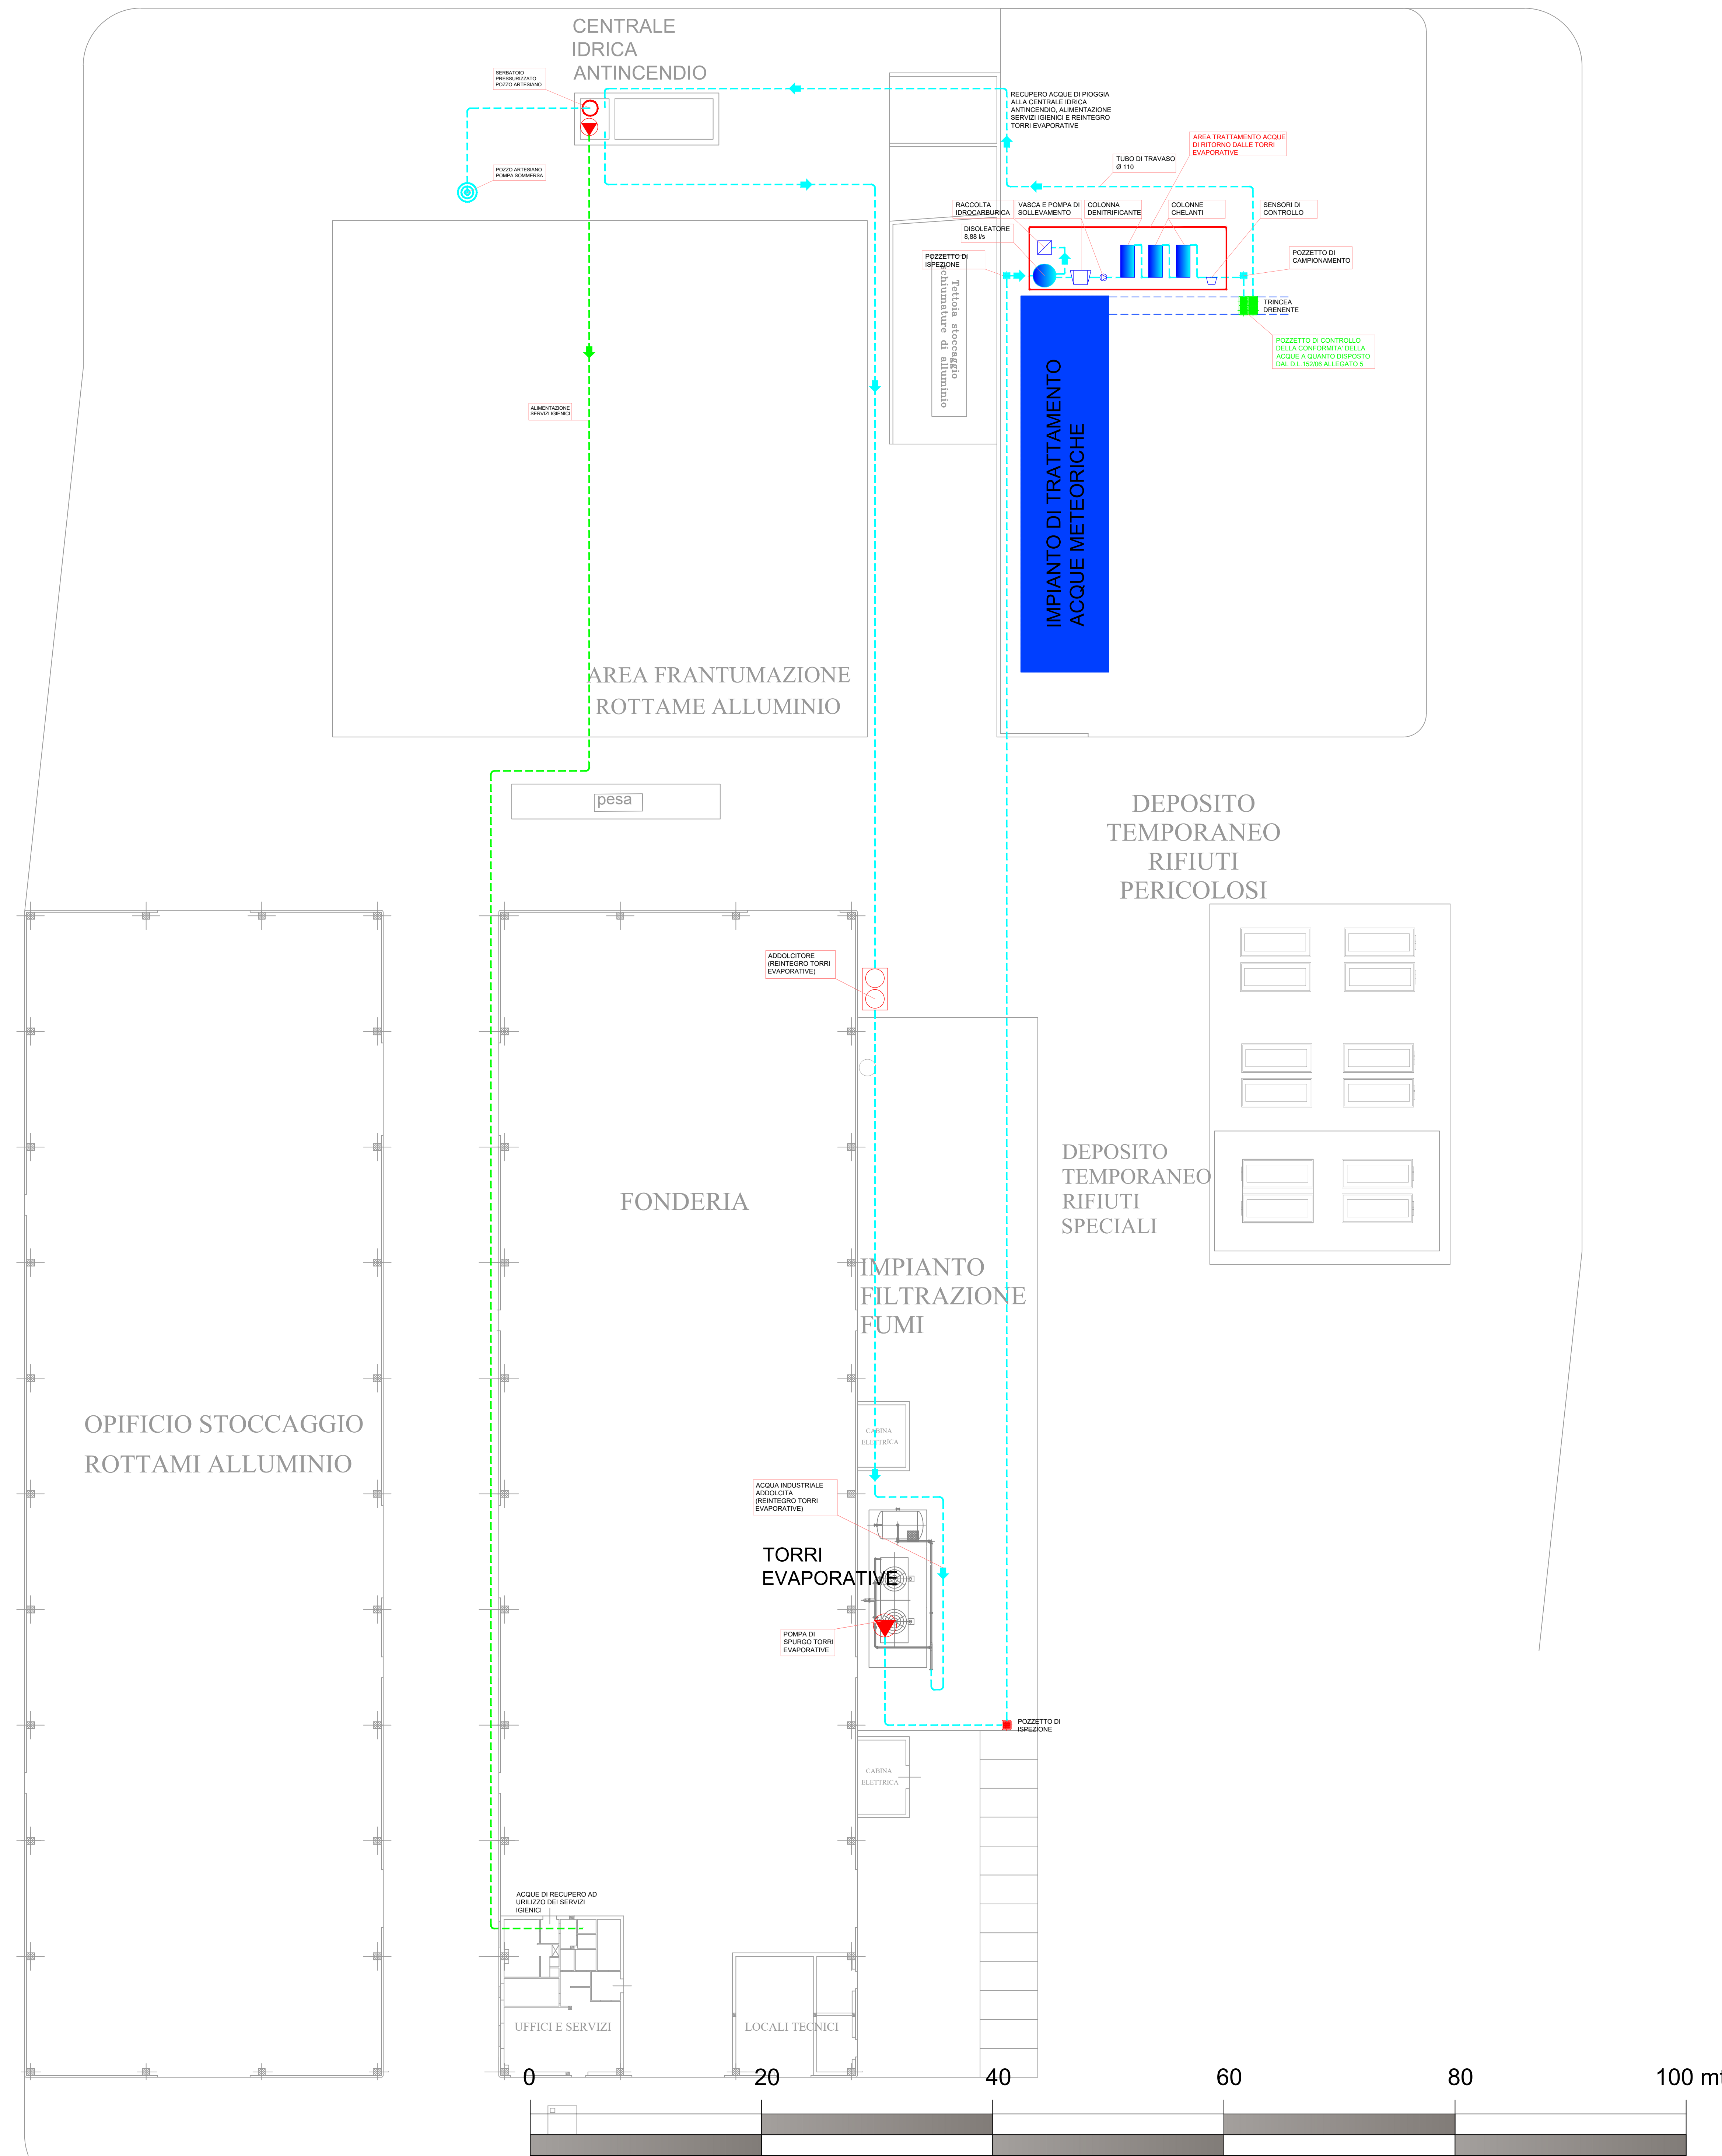 CENTRALE
IDRICA
ANTINCENDIO
SERBATOIO
PRESSURIZZATO
POZZO ARTESIANO
POZZO ARTESIANO
POMPA SOMMERSA
RECUPERO ACQUE DI PIOGGIA
ALLA CENTRALE IDRICA
ANTINCENDIO, ALIMENTAZIONE
SERVIZI IGIENICI E REINTEGRO
TORRI EVAPORATIVE
AREA TRATTAMENTO ACQUE
DI RITORNO DALLE TORRI
EVAPORATIVE
TUBO DI TRAVASO
Ø 110
RACCOLTA
IDROCARBURICA
VASCA E POMPA DI
SOLLEVAMENTO
COLONNA
DENITRIFICANTE
COLONNE
CHELANTI
SENSORI DI
CONTROLLO
DISOLEATORE
8,88 l/s
POZZETTO DI
ISPEZIONE
POZZETTO DI
CAMPIONAMENTO
TRINCEA
DRENENTE
POZZETTO DI CONTROLLO
DELLA CONFORMITA' DELLA
ACQUE A QUANTO DISPOSTO
DAL D.L 152/06 ALLEGATO 5
Tettoia stoccaggio
schiumature di alluminio
IMPIANTO DI TRATTAMENTO
ACQUE METEORICHE
ALIMENTAZIONE
SERVIZI IGIENICI
AREA FRANTUMAZIONE
ROTTAME ALLUMINIO
pesa
DEPOSITO
TEMPORANEO
RIFIUTI
PERICOLOSI
ADDOLCITORE
(REINTEGRO TORRI
EVAPORATIVE)
DEPOSITO
TEMPORANEO
RIFIUTI
SPECIALI
FONDERIA
IMPIANTO
FILTRAZIONE
FUMI
OPIFICIO STOCCAGGIO
ROTTAMI ALLUMINIO
CABINA
ELETTRICA
ACQUA INDUSTRIALE
ADDOLCITA
(REINTEGRO TORRI
EVAPORATIVE)
TORRI
EVAPORATIVE
POMPA DI
SPURGO TORRI
EVAPORATIVE
POZZETTO DI
ISPEZIONE
CABINA
ELETTRICA
ACQUE DI RECUPERO AD
URILIZZO DEI SERVIZI
IGIENICI
UFFICI E SERVIZI
LOCALI TECNICI
0 20 40 60 80 100 mt